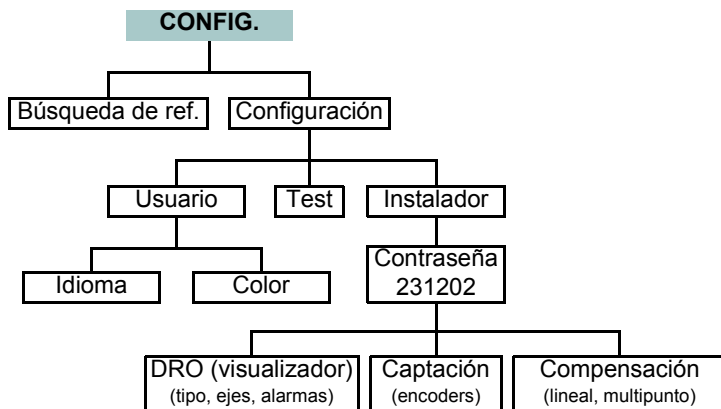 CONFIG.
Búsqueda de ref.
Configuración
Usuario
Test
Instalador
Idioma
Color
Contraseña
231202
DRO (visualizador)
(tipo, ejes, alarmas)
Captación
(encoders)
Compensación
(lineal, multipunto)